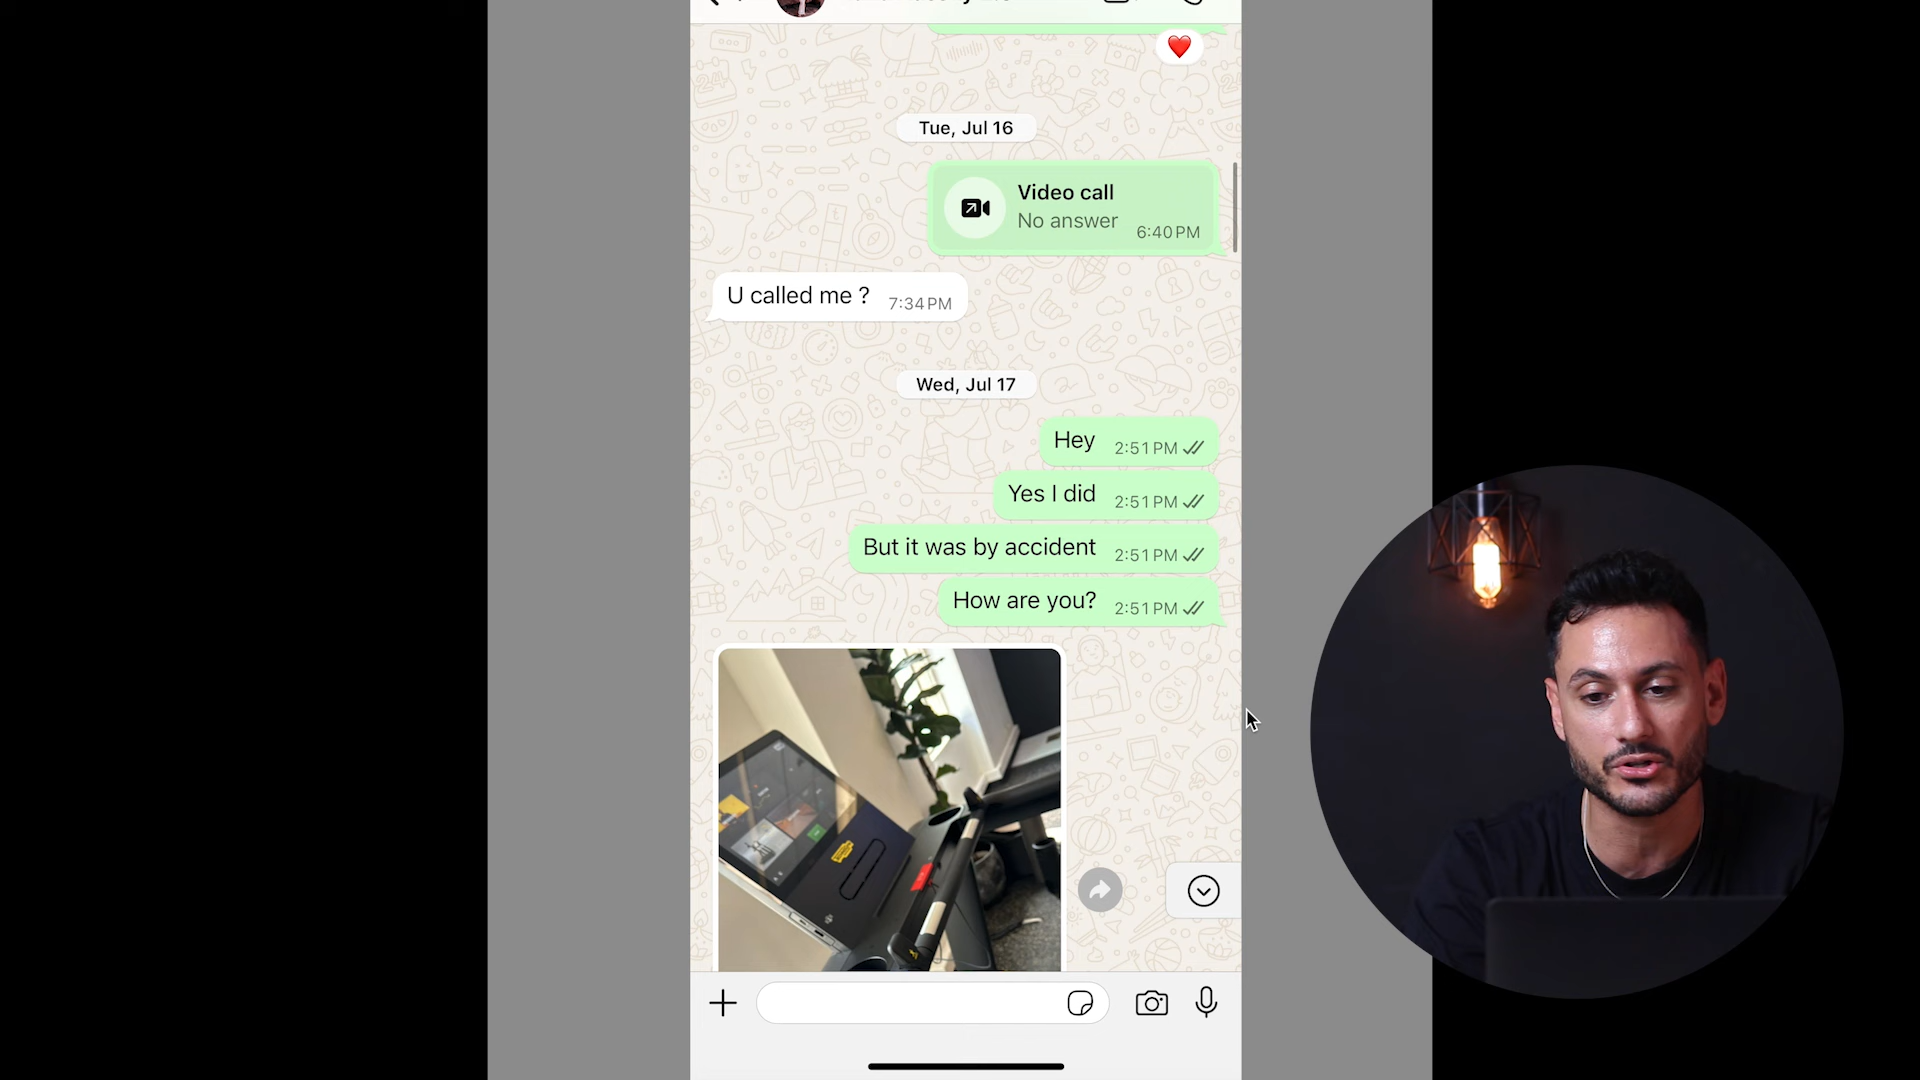 Tue, Jul 16
Video call
No answer
6:40 PM
U called me ? 7:34 PM
Wed, Jul 17
Hey 2:51 PM
Yes I did 2:51 PM
But it was by accident 2:51 PM
How are you? 2:51 PM